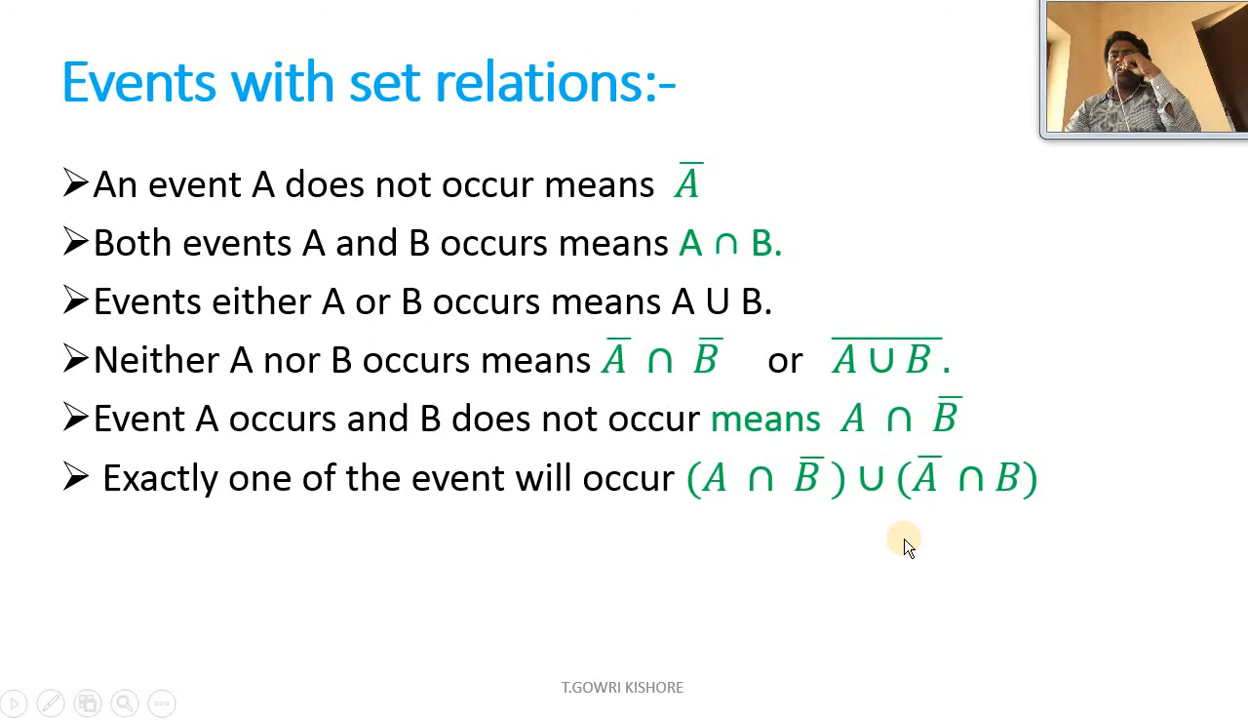 Events with set relations:-
➢An event A does not occur means A̅
➢Both events A and B occurs means A ∩ B.
➢Events either A or B occurs means A U B.
➢Neither A nor B occurs means A̅ ∩ B̅ or A̅ ̅∪̅ ̅B̅.
➢Event A occurs and B does not occur means A ∩ B̅
➢ Exactly one of the event will occur (A ∩ B̅ ) ∪ (A̅ ∩ B)
T.GOWRI KISHORE